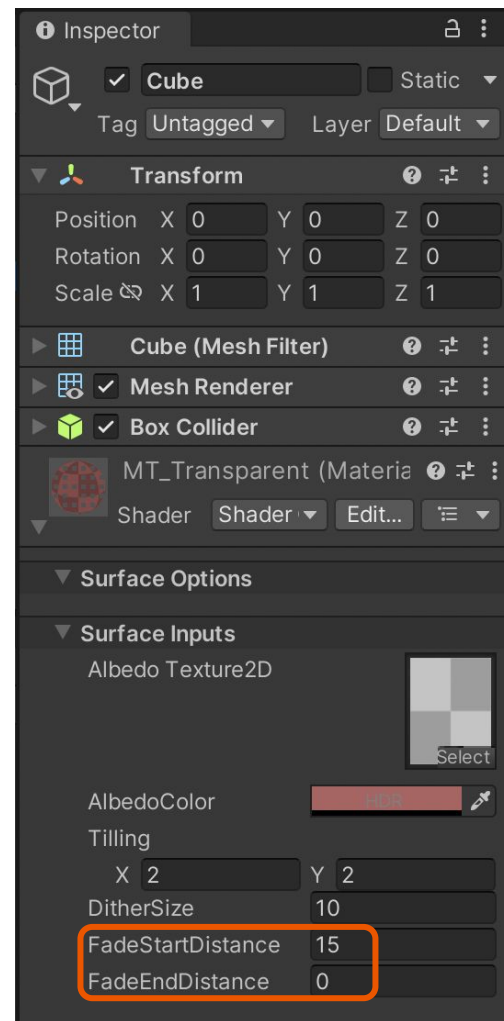 Inspector
Cube Static
Tag Untagged Layer Default
Transform
Position X 0 Y 0 Z 0
Rotation X 0 Y 0 Z 0
Scale X 1 Y 1 Z 1
Cube (Mesh Filter)
Mesh Renderer
Box Collider
MT_Transparent (Materia
Shader Shader Edit...
Surface Options
Surface Inputs
Albedo Texture2D
Select
AlbedoColor HDR
Tilling
X 2 Y 2
DitherSize 10
FadeStartDistance 15
FadeEndDistance 0